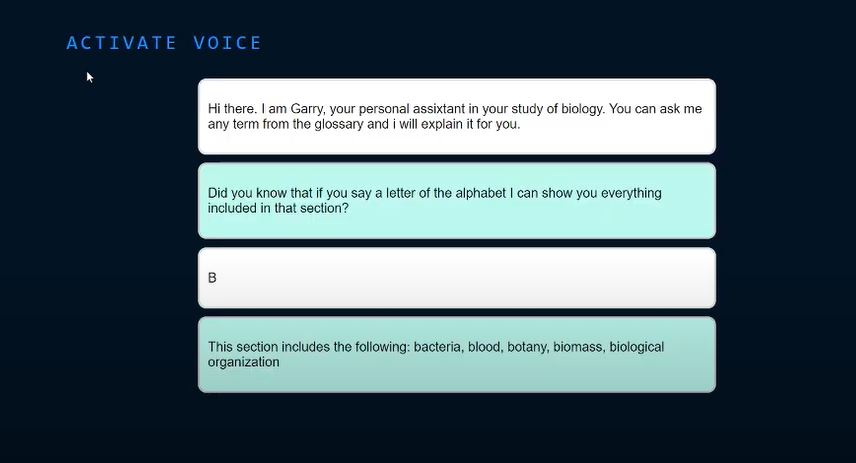 ACTIVATE VOICE
Hi there. I am Garry, your personal assixtant in your study of biology. You can ask me
any term from the glossary and i will explain it for you.
Did you know that if you say a letter of the alphabet I can show you everything
included in that section?
B
This section includes the following: bacteria, blood, botany, biomass, biological
organization